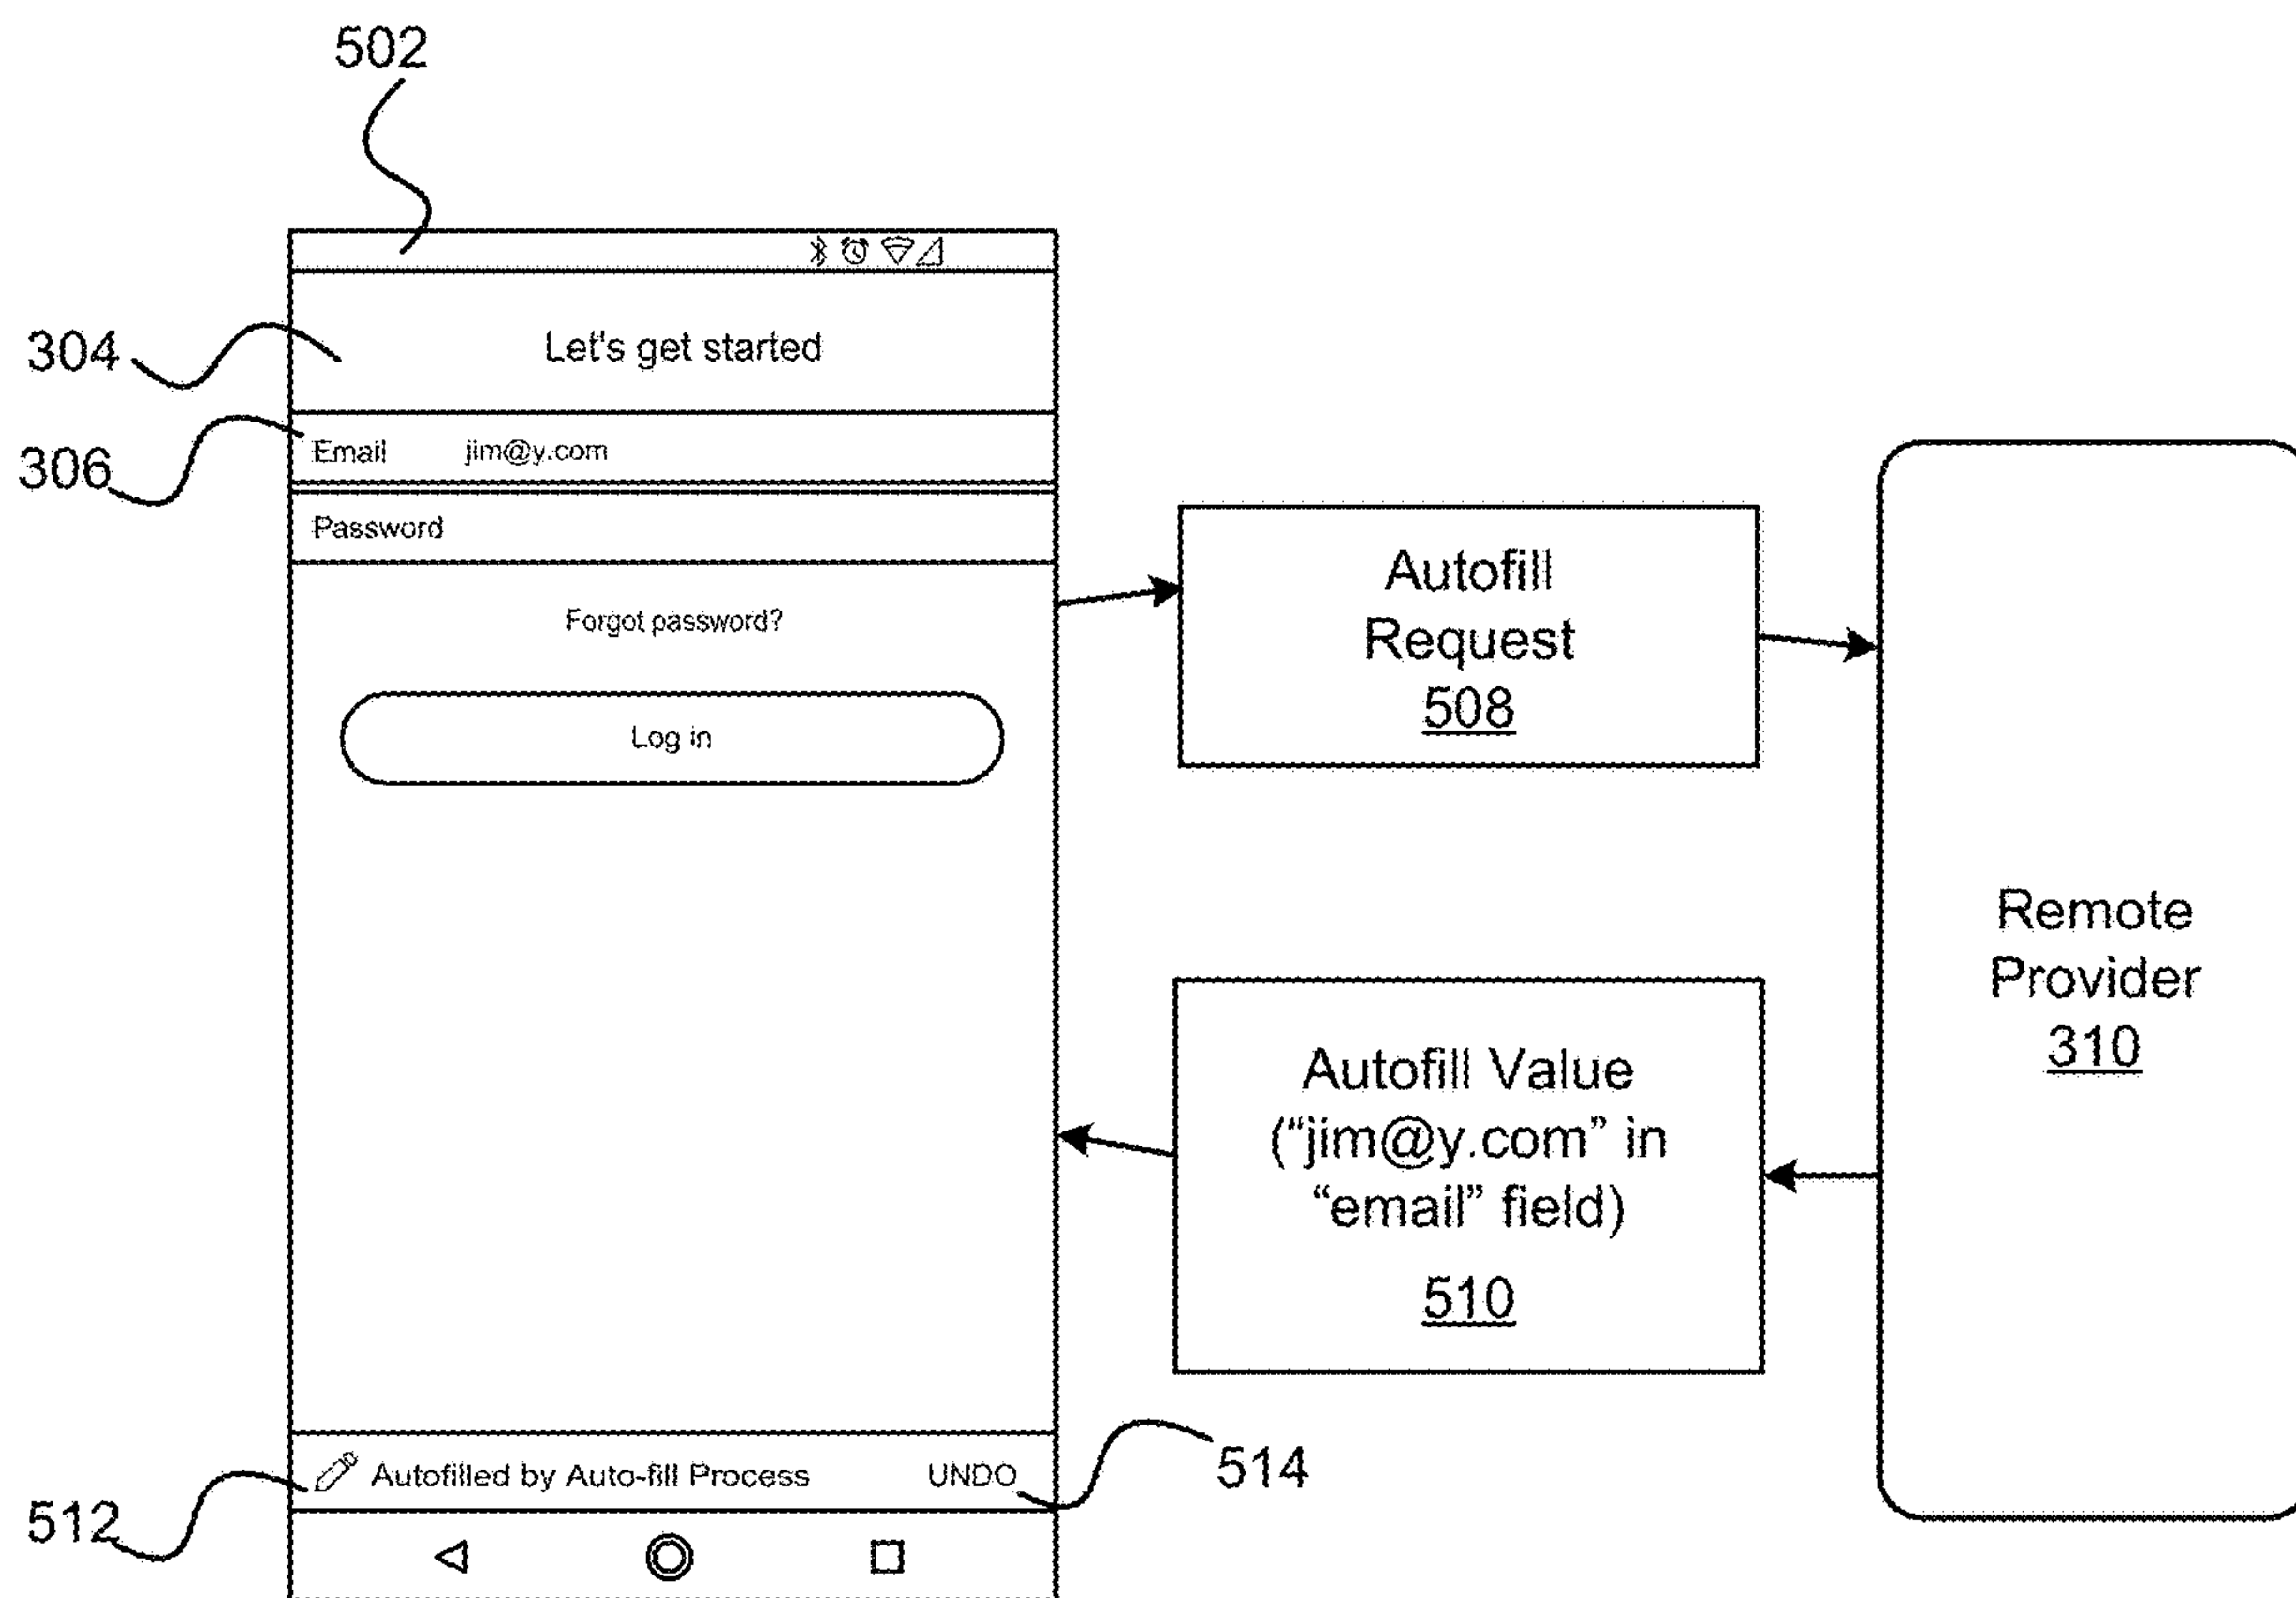 502
304
Let's get started
306
Email jim@y.com
Password
Forgot password?
Log in
Autofill
Request
508
Remote
Provider
310
Autofill Value
(“jim@y.com” in
“email” field)
510
512
Autofilled by Auto-fill Process UNDO
514